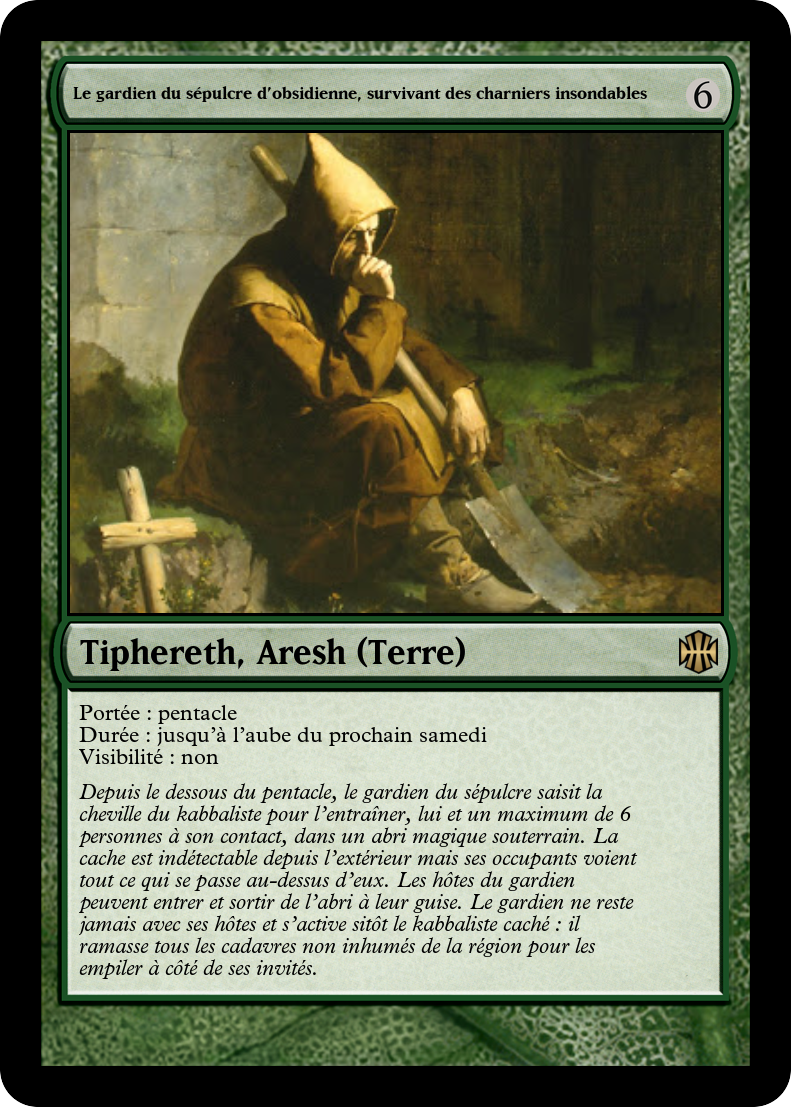 Le gardien du sépulcre d'obsidienne, survivant des charniers insondables
6
Tiphereth, Aresh (Terre)
Portée : pentacle
Durée : jusqu'à l'aube du prochain samedi
Visibilité : non
Depuis le dessous du pentacle, le gardien du sépulcre saisit la
cheville du kabbaliste pour l'entraîner, lui et un maximum de 6
personnes à son contact, dans un abri magique souterrain. La
cache est indétectable depuis l'extérieur mais ses occupants voient
tout ce qui se passe au-dessus d'eux. Les hôtes du gardien
peuvent entrer et sortir de l'abri à leur guise. Le gardien ne reste
jamais avec ses hôtes et s'active sitôt le kabbaliste caché : il
ramasse tous les cadavres non inhumés de la région pour les
empiler à côté de ses invités.